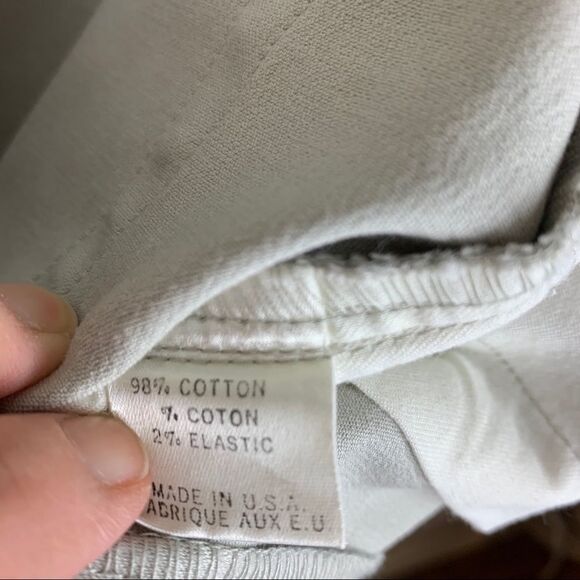 98% COTTON
% COTON
2% ELASTIC
MADE IN U.S.A.
ABRIQUE AUX E.U.